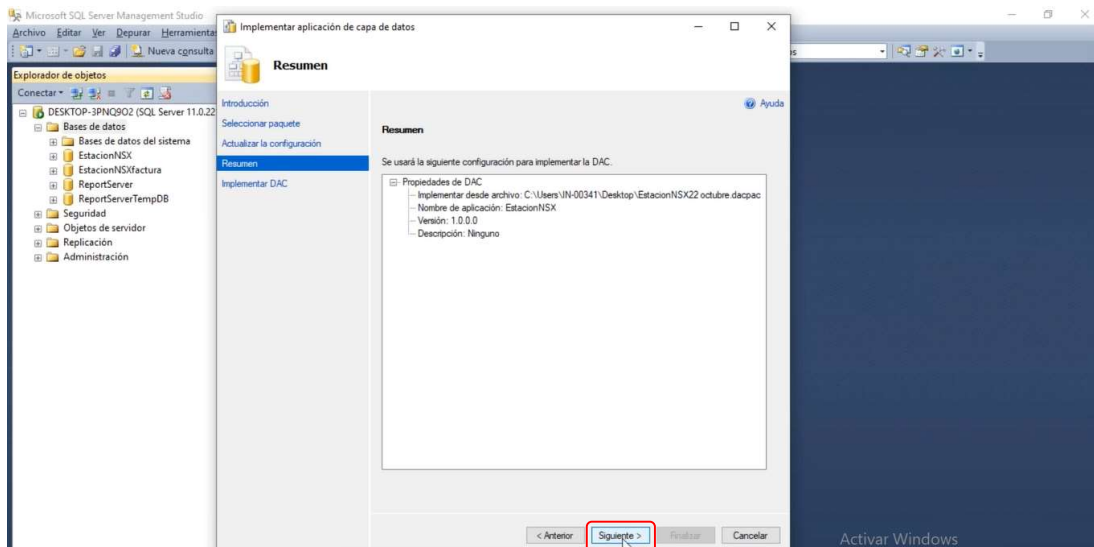 Microsoft SQL Server Management Studio
Archivo Editar Ver Depurar Herramientas
Nueva consulta
Explorador de objetos
Conectar
DESKTOP-3PNQ9O2 (SQL Server 11.0.22
Bases de datos
Bases de datos del sistema
EstacionNSX
EstacionNSXfactura
ReportServer
ReportServerTempDB
Seguridad
Objetos de servidor
Replicación
Administración
Implementar aplicación de capa de datos
Resumen
Introducción
Seleccionar paquete
Actualizar la configuración
Resumen
Implementar DAC
Ayuda
Resumen
Se usará la siguiente configuración para implementar la DAC.
Propiedades de DAC
Implementar desde archivo: C:\Users\IN-00341\Desktop\EstacionNSX22 octubre.dacpac
Nombre de aplicación: EstacionNSX
Versión: 1.0.0.0
Descripción: Ninguno
< Anterior
Siguiente >
Finalizar
Cancelar
Activar Windows